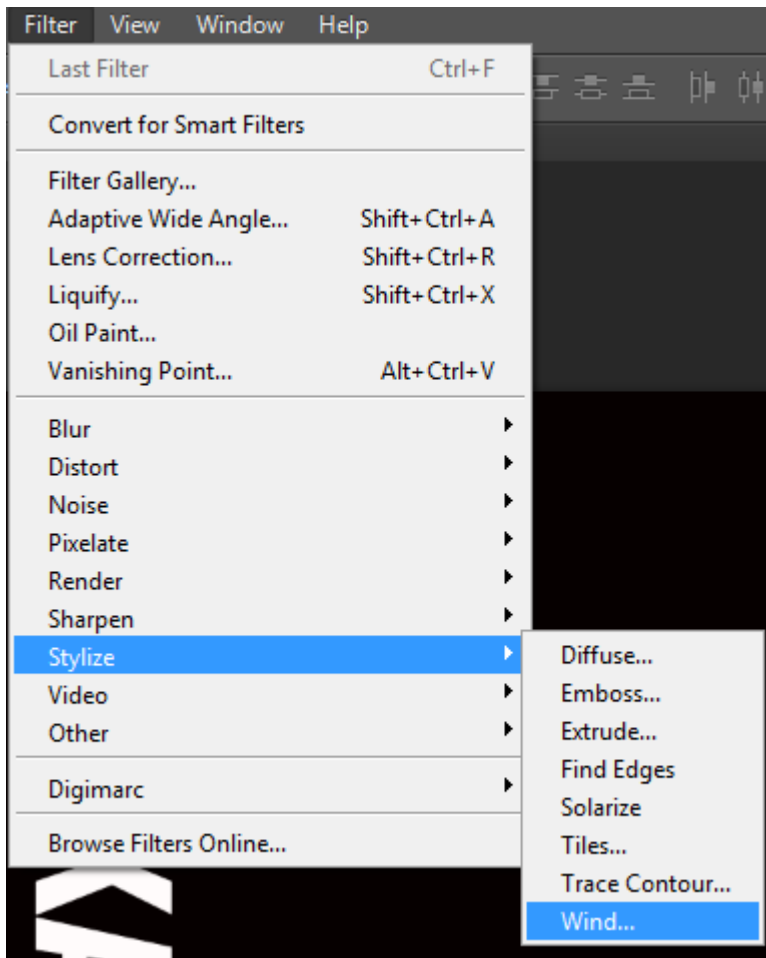 Filter View Window Help
Last Filter Ctrl+F
Convert for Smart Filters
Filter Gallery...
Adaptive Wide Angle... Shift+Ctrl+A
Lens Correction... Shift+Ctrl+R
Liquify... Shift+Ctrl+X
Oil Paint...
Vanishing Point... Alt+Ctrl+V
Blur
Distort
Noise
Pixelate
Render
Sharpen
Stylize
Video
Other
Digimarc
Browse Filters Online...
Diffuse...
Emboss...
Extrude...
Find Edges
Solarize
Tiles...
Trace Contour...
Wind...